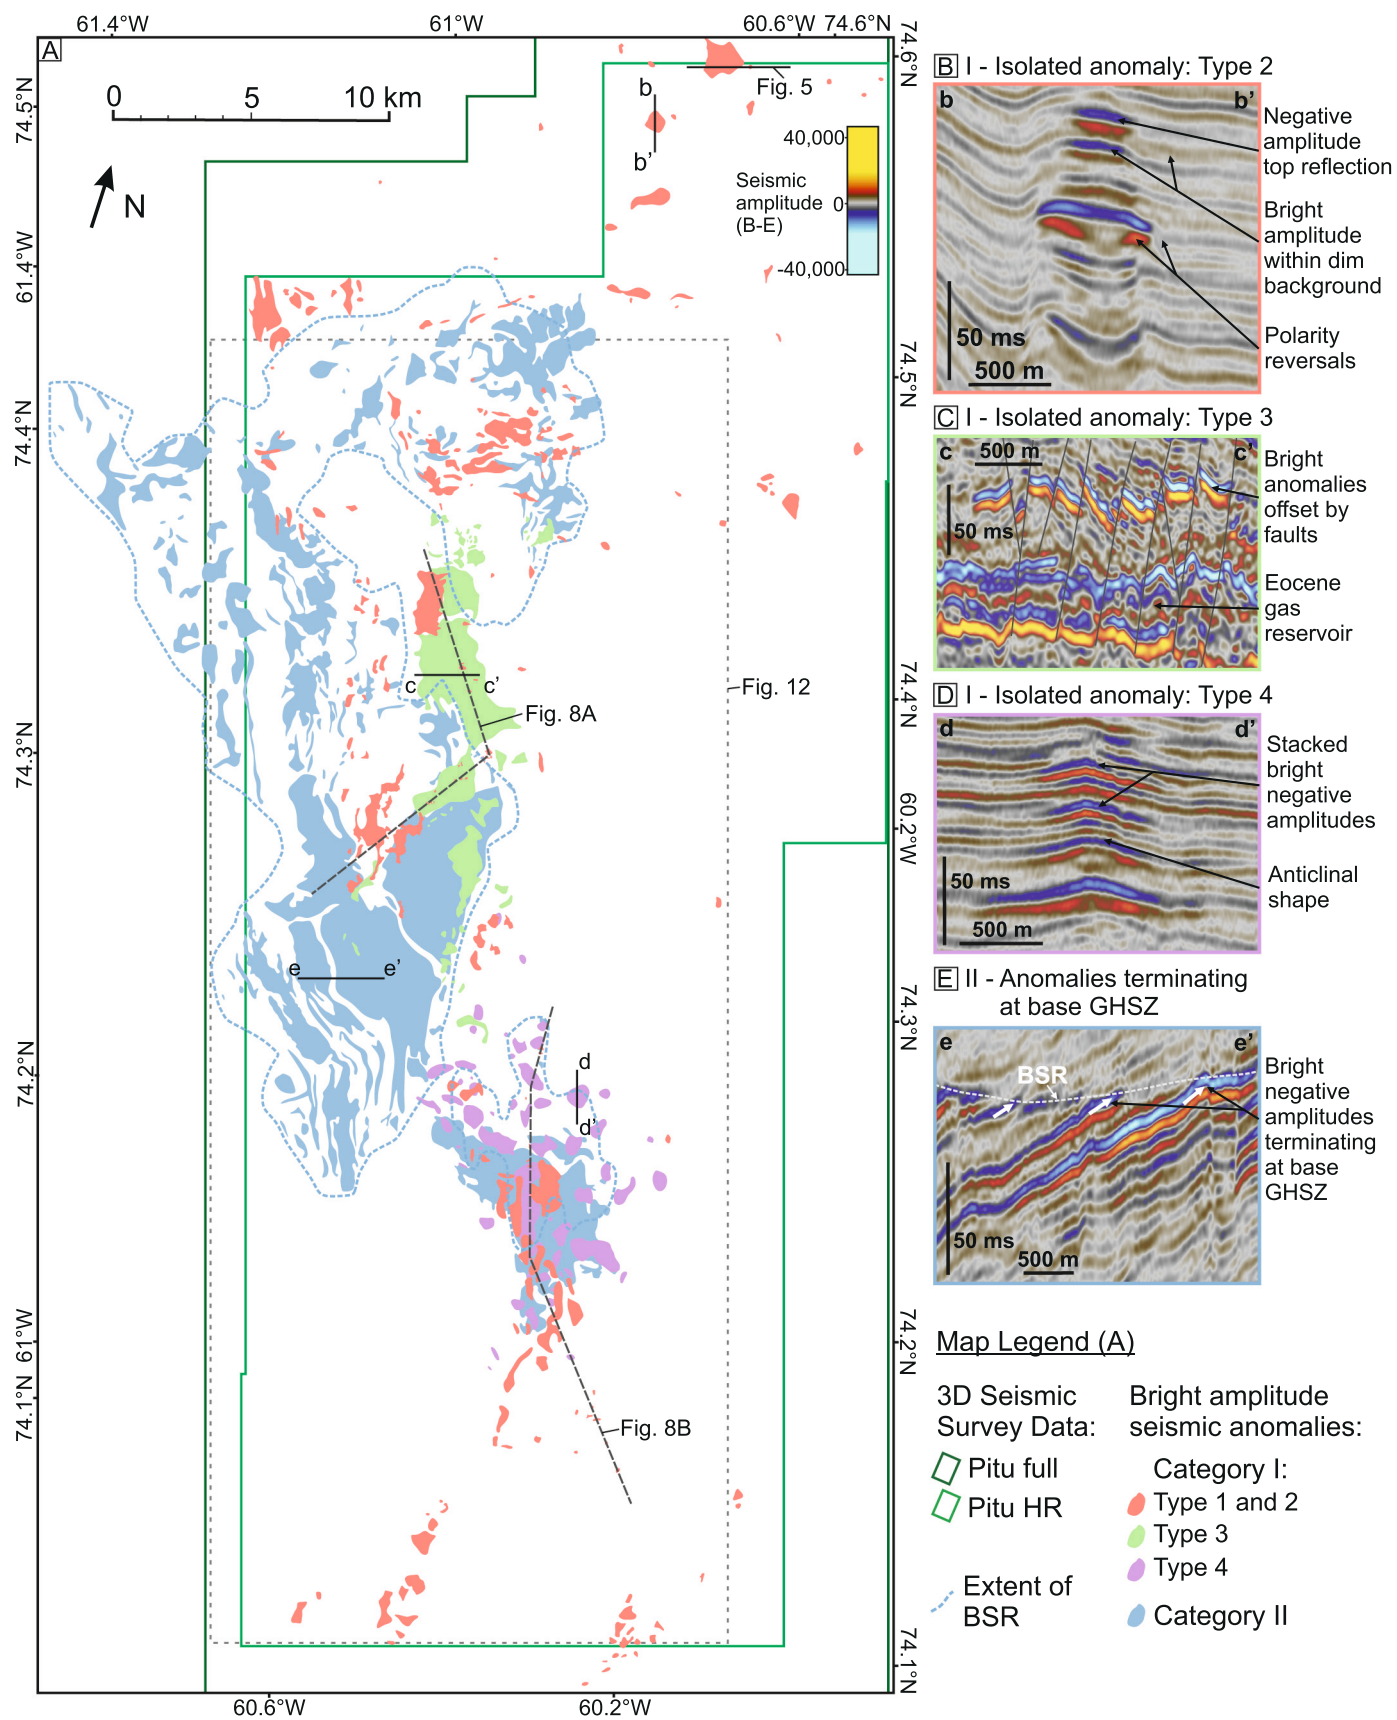 61.4°W
61°W
60.6°W
74.6°N
A
0
5
10 km
N
b
b'
Fig. 5
40,000
Seismic
amplitude
(B-E)
0
-40,000
74.5°N
61.4°W
74.4°N
74.3°N
74.2°N
61°W
74.1°N
74.6°N
74.5°N
74.4°N
60.2°W
74.3°N
74.2°N
74.1°N
60.6°W
60.2°W
c
c'
Fig. 12
Fig. 8A
e
e'
d
d'
Fig. 8B
B I - Isolated anomaly: Type 2
b
b'
50 ms
500 m
Negative
amplitude
top reflection
Bright
amplitude
within dim
background
Polarity
reversals
C I - Isolated anomaly: Type 3
c
c'
500 m
50 ms
Bright
anomalies
offset by
faults
Eocene
gas
reservoir
D I - Isolated anomaly: Type 4
d
d'
50 ms
500 m
Stacked
bright
negative
amplitudes
Anticlinal
shape
E II - Anomalies terminating
at base GHSZ
e
e'
BSR
50 ms
500 m
Bright
negative
amplitudes
terminating
at base
GHSZ
Map Legend (A)
3D Seismic
Survey Data:
Pitu full
Pitu HR
Extent of
BSR
Bright amplitude
seismic anomalies:
Category I:
Type 1 and 2
Type 3
Type 4
Category II